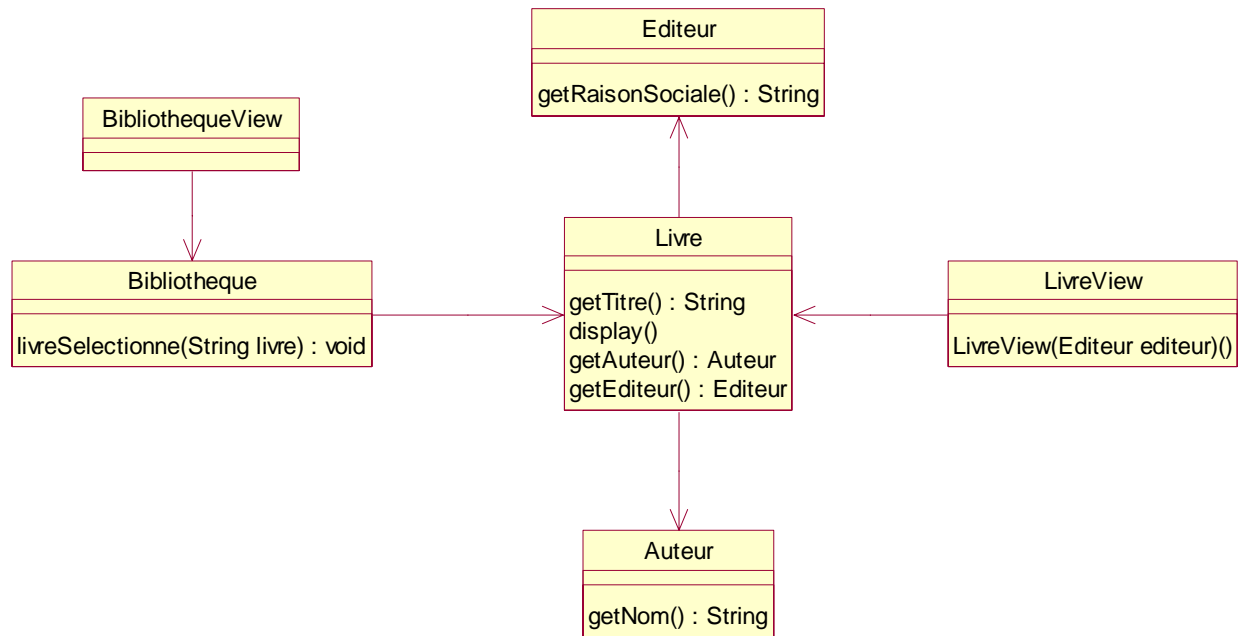 Editeur
getRaisonSociale() : String
BibliothequeView
Bibliotheque
livreSelectionne(String livre) : void
Livre
getTitre() : String
display()
getAuteur() : Auteur
getEditeur() : Editeur
LivreView
LivreView(Editeur editeur)()
Auteur
getNom() : String